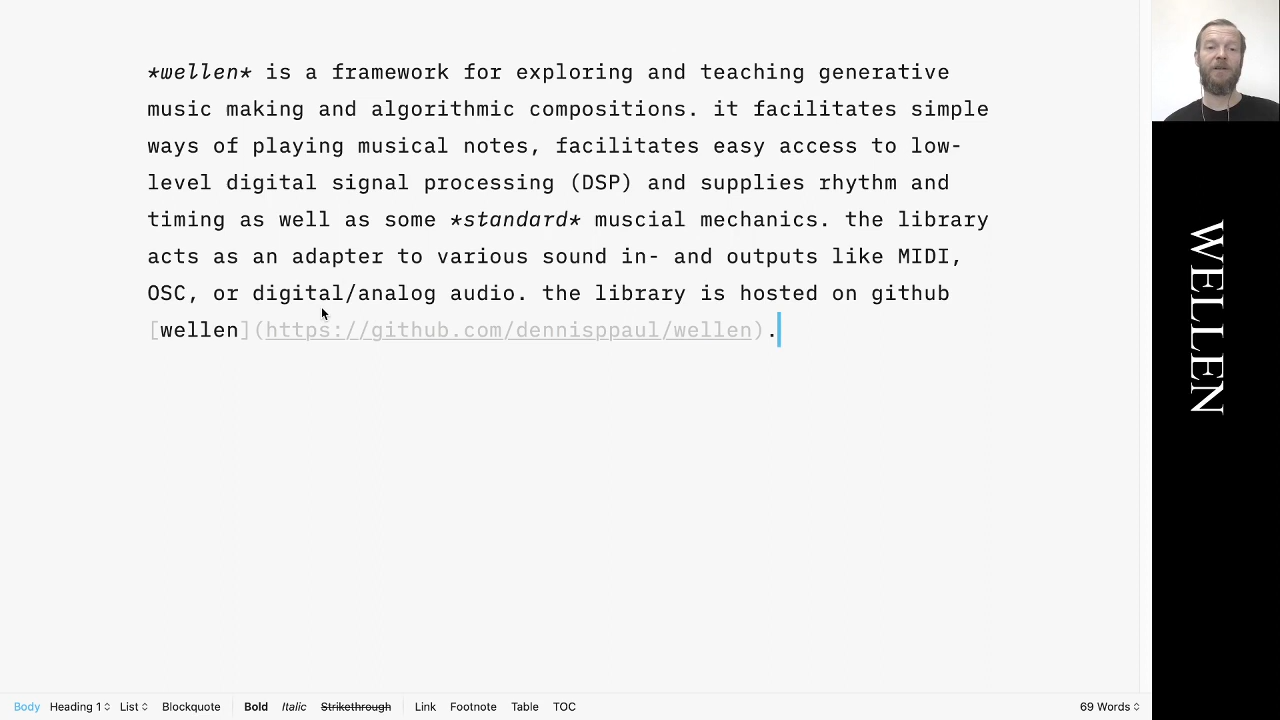 *wellen* is a framework for exploring and teaching generative
music making and algorithmic compositions. it facilitates simple
ways of playing musical notes, facilitates easy access to low-
level digital signal processing (DSP) and supplies rhythm and
timing as well as some *standard* muscial mechanics. the library
acts as an adapter to various sound in- and outputs like MIDI,
OSC, or digital/analog audio. the library is hosted on github
[wellen](https://github.com/dennisppaul/wellen).
WELLEN
Body Heading 1 List Blockquote Bold Italic Strikethrough Link Footnote Table TOC 69 Words